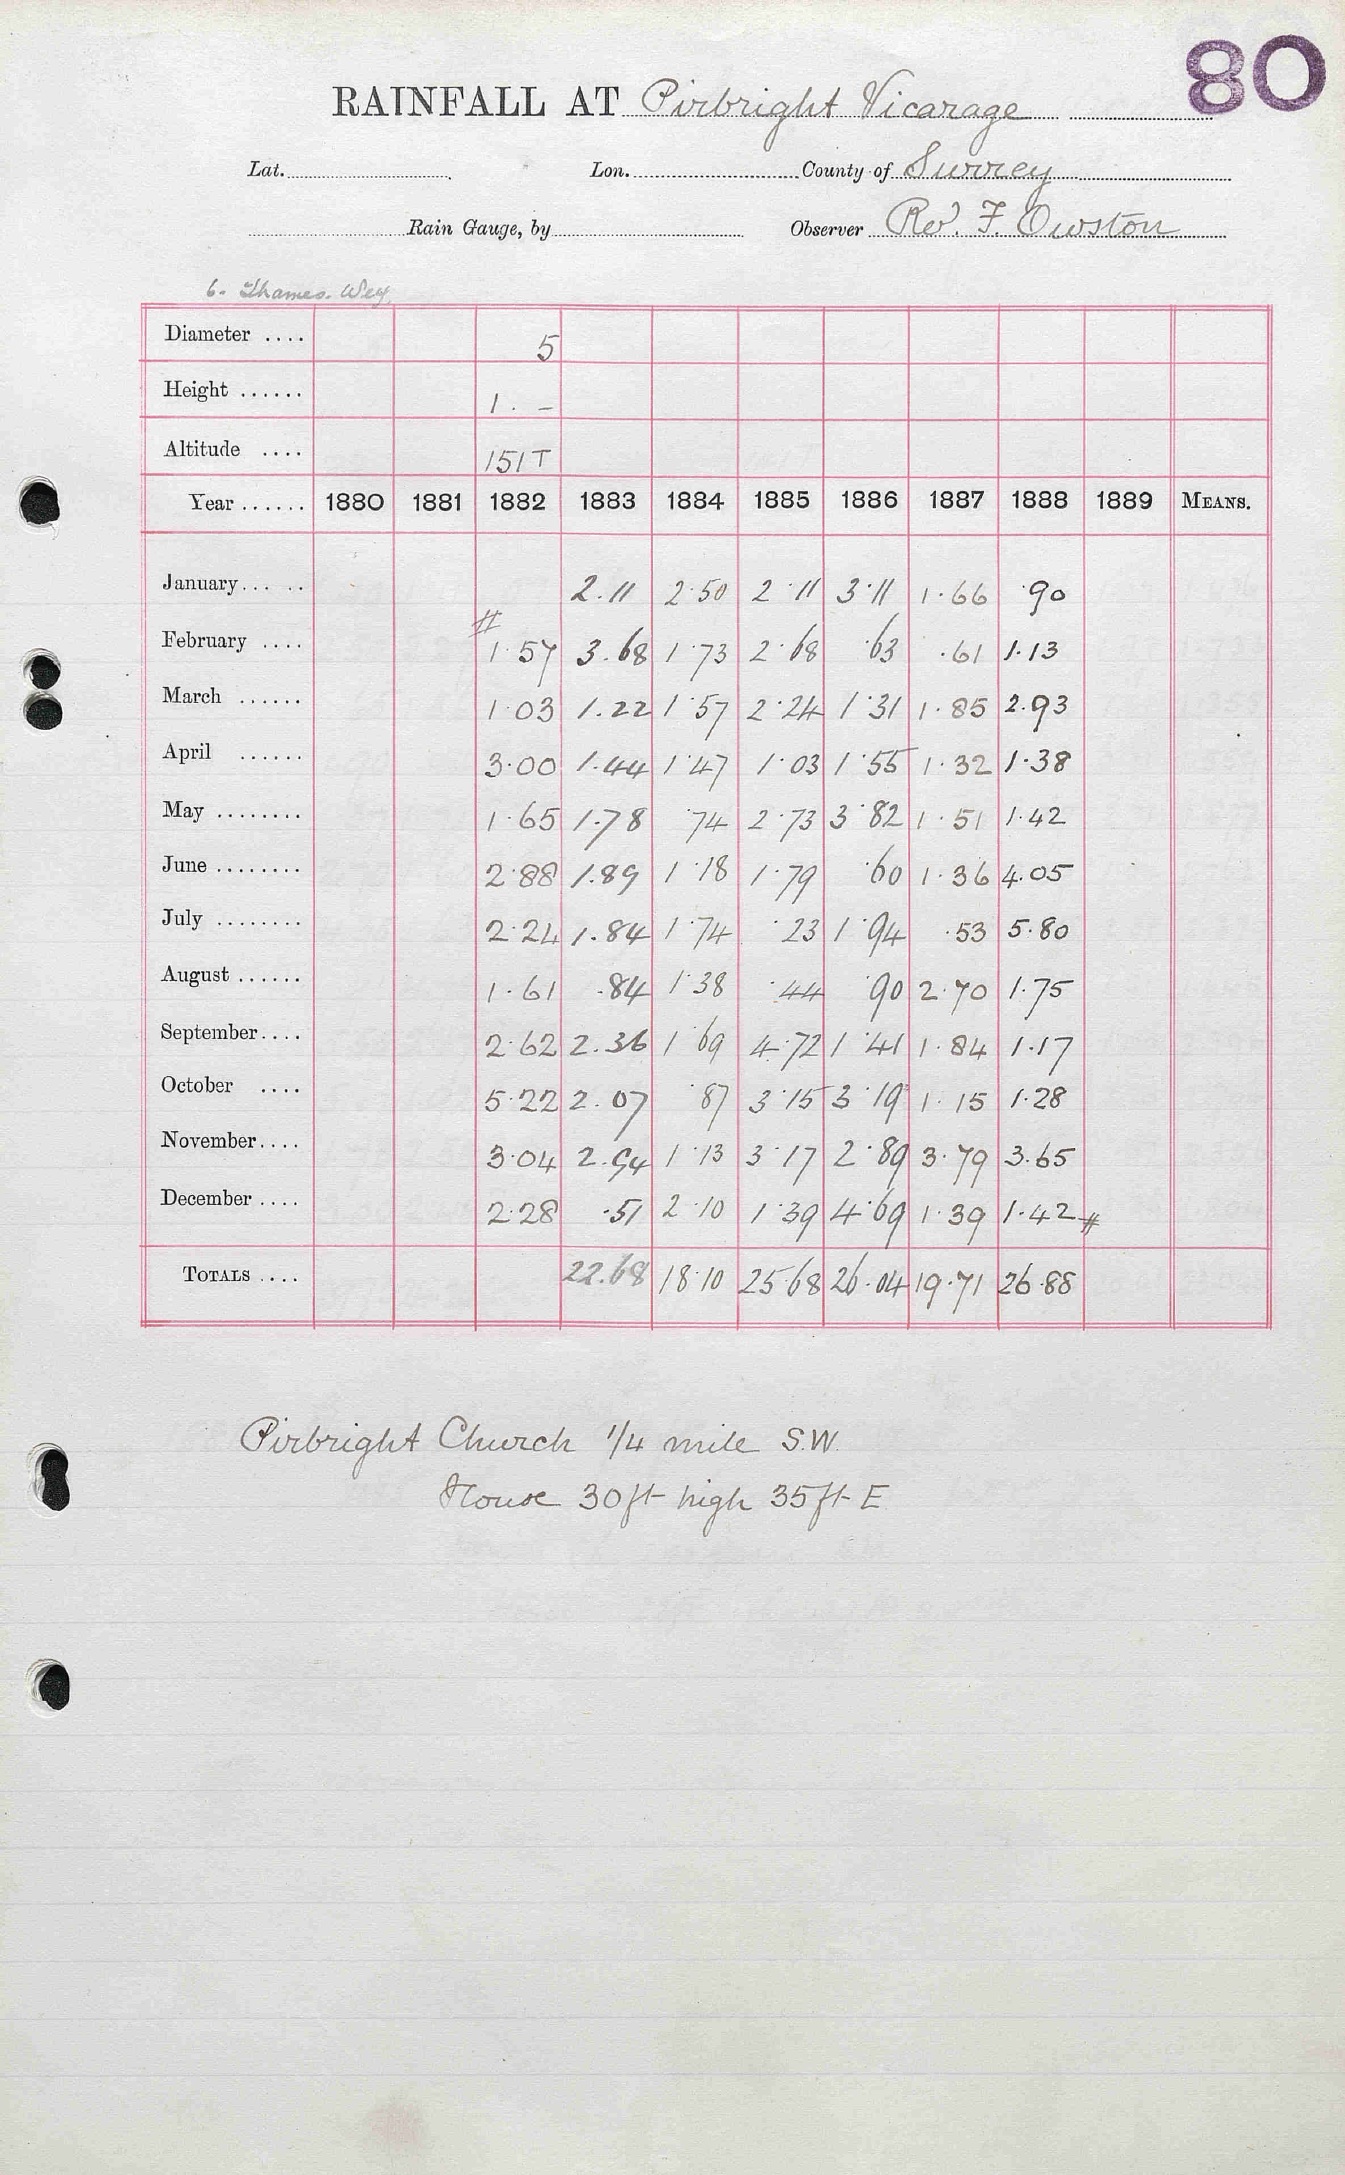 80
RAINFALL AT Pirbright Vicarage
Lat. Lon. County of Surrey
Rain Gauge, by Observer Rev. F. Owston
6. Thames. Wey
Diameter .... 5
Height ...... 1 . –
Altitude .... 151T
Year ...... 1880 1881 1882 1883 1884 1885 1886 1887 1888 1889 MEANS.
January... .. 2.11 2.50 2.11 3.11 1.66 .90
February .... # 1.57 3.68 1.73 2.68 .63 .61 1.13
March ...... 1.03 1.22 1.57 2.24 1.31 1.85 2.93
April ...... 3.00 1.44 1.47 1.03 1.55 1.32 1.38
May ........ 1.65 1.78 .74 2.73 3.82 1.51 1.42
June ........ 2.88 1.89 1.18 1.79 .60 1.36 4.05
July ........ 2.24 1.84 1.74 .23 1.94 .53 5.80
August ...... 1.61 .84 1.38 .44 .90 2.70 1.75
September.... 2.62 2.36 1.69 4.72 1.41 1.84 1.17
October .... 5.22 2.07 .87 3.15 3.19 1.15 1.28
November.... 3.04 2.94 1.13 3.17 2.89 3.79 3.65
December .... 2.28 .51 2.10 1.39 4.69 1.39 1.42 #
TOTALS .... 22.68 18.10 25.68 26.04 19.71 26.88
Pirbright Church 1/4 mile S.W.
House 30ft high 35ft E